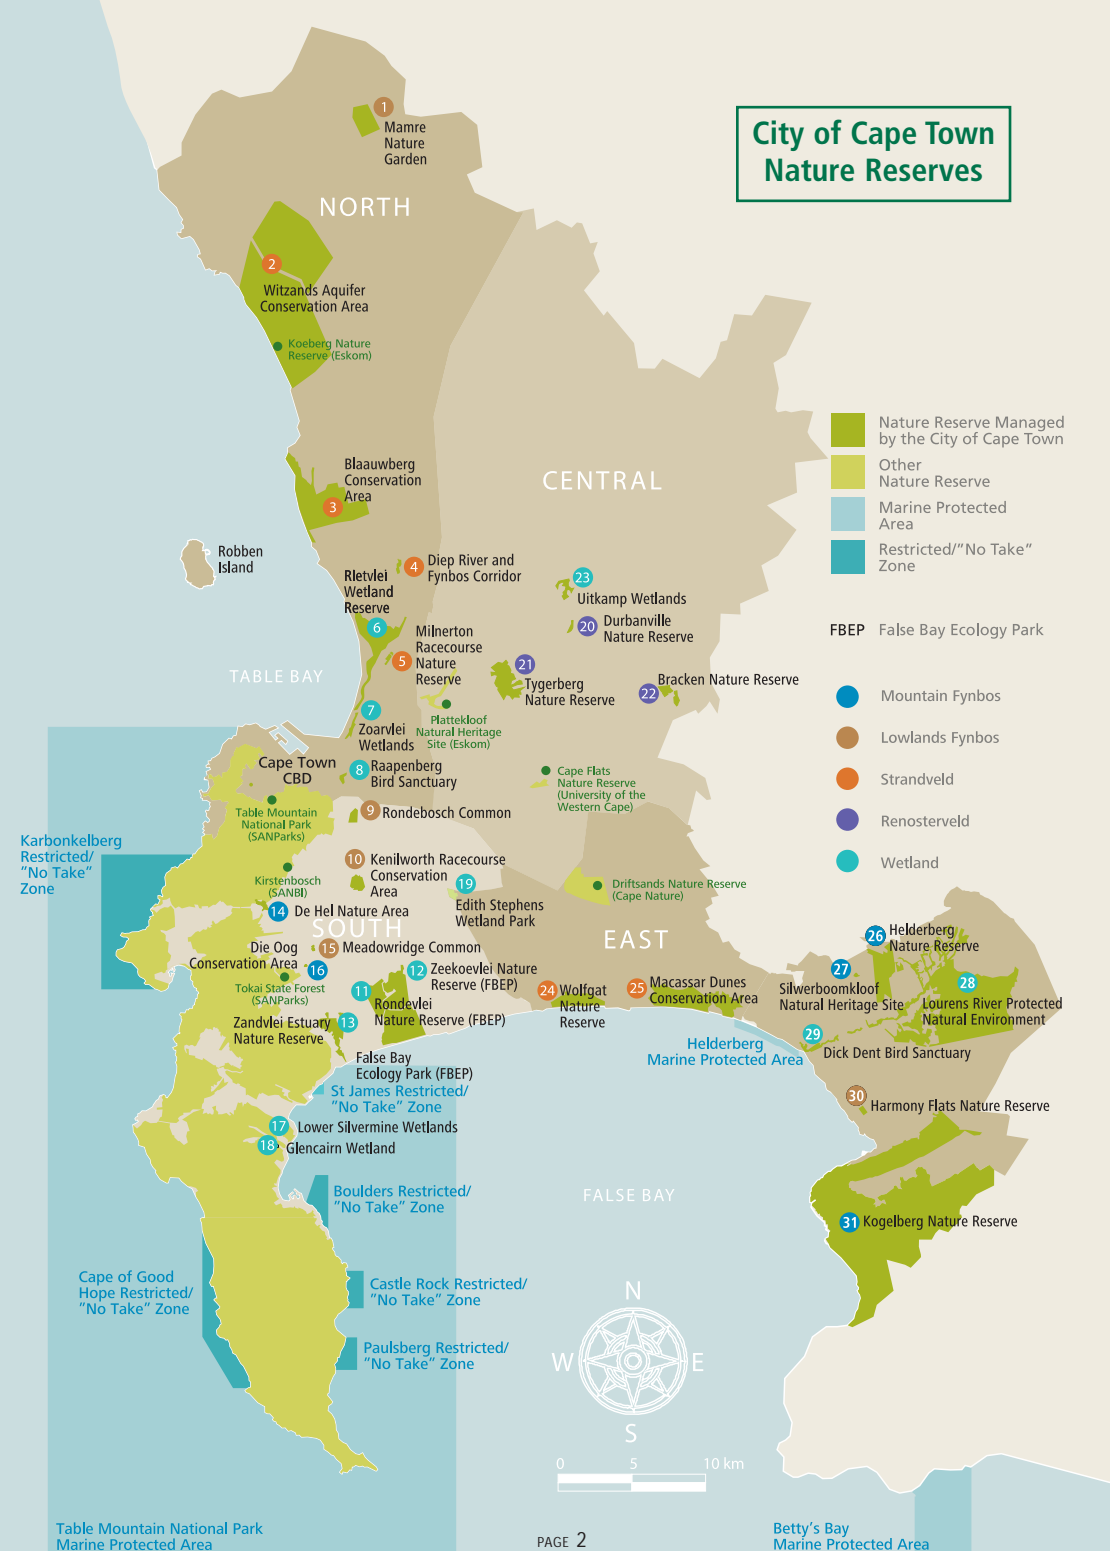 City of Cape Town
Nature Reserves
1
Mamre
Nature
Garden
NORTH
2
Witzands Aquifer
Conservation Area
Koeberg Nature
Reserve (Eskom)
Nature Reserve Managed
by the City of Cape Town
Other
Nature Reserve
Marine Protected
Area
Restricted/"No Take"
Zone
FBEP False Bay Ecology Park
Mountain Fynbos
Lowlands Fynbos
Strandveld
Renosterveld
Wetland
Blaauwberg
Conservation
Area
3
CENTRAL
Robben
Island
4
Diep River and
Fynbos Corridor
RIetvlei
Wetland
Reserve
6
23
Uitkamp Wetlands
20
Durbanville
Nature Reserve
Milnerton
Racecourse
Nature
Reserve
5
21
Tygerberg
Nature Reserve
22
Bracken Nature Reserve
TABLE BAY
7
Zoarvlei
Wetlands
Plattekloof
Natural Heritage
Site (Eskom)
Cape Town
CBD
8
Raapenberg
Bird Sanctuary
Cape Flats
Nature Reserve
(University of the
Western Cape)
Table Mountain
National Park
(SANParks)
9
Rondebosch Common
Karbonkelberg
Restricted/
"No Take"
Zone
10
Kenilworth Racecourse
Conservation
Area
Kirstenbosch
(SANBI)
19
Edith Stephens
Wetland Park
Driftsands Nature Reserve
(Cape Nature)
14
De Hel Nature Area
SOUTH
EAST
15
Meadowridge Common
Die Oog
Conservation Area
16
Tokai State Forest
(SANParks)
12
Zeekoevlei Nature
Reserve (FBEP)
11
Rondevlei
Nature Reserve (FBEP)
13
Zandvlei Estuary
Nature Reserve
False Bay
Ecology Park (FBEP)
24
Wolfgat
Nature
Reserve
25
Macassar Dunes
Conservation Area
26
Helderberg
Nature Reserve
27
Silwerboomkloof
Natural Heritage Site
28
Lourens River Protected
Natural Environment
29
Dick Dent Bird Sanctuary
Helderberg
Marine Protected Area
30
Harmony Flats Nature Reserve
St James Restricted/
"No Take" Zone
17
Lower Silvermine Wetlands
18
Glencairn Wetland
Boulders Restricted/
"No Take" Zone
FALSE BAY
31
Kogelberg Nature Reserve
Cape of Good
Hope Restricted/
"No Take" Zone
Castle Rock Restricted/
"No Take" Zone
Paulsberg Restricted/
"No Take" Zone
N
W
E
S
0 5 10 km
Table Mountain National Park
Marine Protected Area
PAGE 2
Betty's Bay
Marine Protected Area